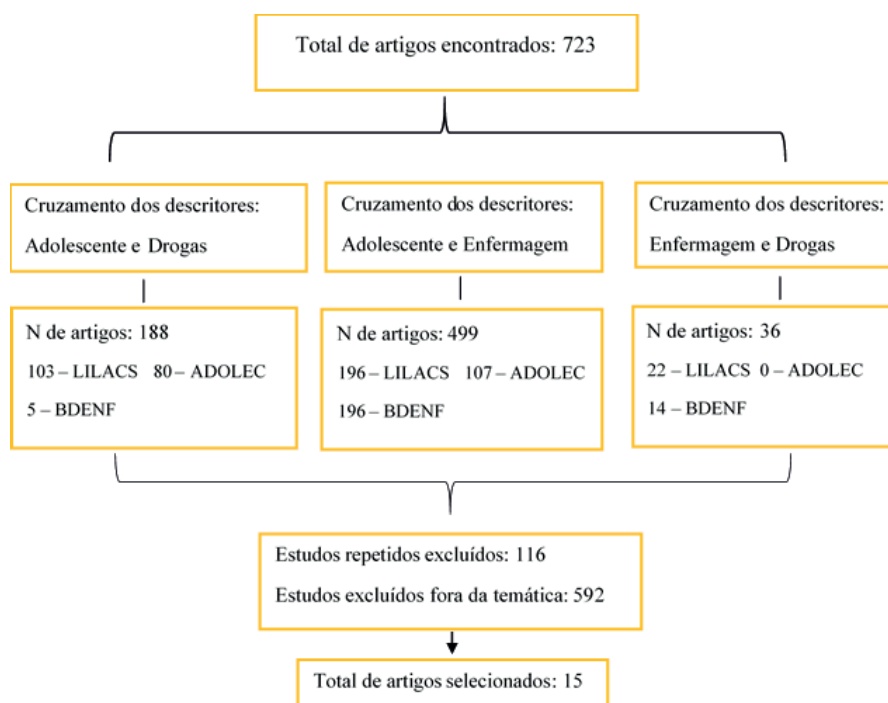 Total de artigos encontrados: 723
Cruzamento dos descritores:
Adolescente e Drogas
Cruzamento dos descritores:
Adolescente e Enfermagem
Cruzamento dos descritores:
Enfermagem e Drogas
N de artigos: 188
103 – LILACS 80 – ADOLEC
5 – BDENF
N de artigos: 499
196 – LILACS 107 – ADOLEC
196 – BDENF
N de artigos: 36
22 – LILACS 0 – ADOLEC
14 – BDENF
Estudos repetidos excluídos: 116
Estudos excluídos fora da temática: 592
Total de artigos selecionados: 15